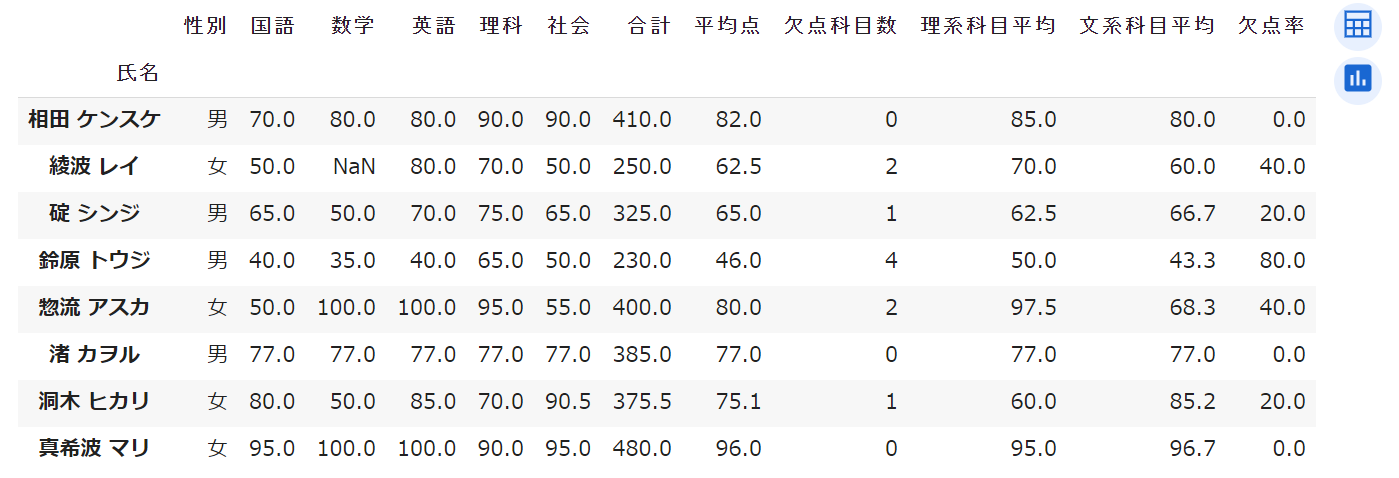 性別 国語 数学 英語 理科 社会 合計 平均点 欠点科目数 理系科目平均 文系科目平均 欠点率
氏名
相田 ケンスケ 男 70.0 80.0 80.0 90.0 90.0 410.0 82.0 0 85.0 80.0 0.0
綾波 レイ 女 50.0 NaN 80.0 70.0 50.0 250.0 62.5 2 70.0 60.0 40.0
碇 シンジ 男 65.0 50.0 70.0 75.0 65.0 325.0 65.0 1 62.5 66.7 20.0
鈴原 トウジ 男 40.0 35.0 40.0 65.0 50.0 230.0 46.0 4 50.0 43.3 80.0
惣流 アスカ 女 50.0 100.0 100.0 95.0 55.0 400.0 80.0 2 97.5 68.3 40.0
渚 カヲル 男 77.0 77.0 77.0 77.0 77.0 385.0 77.0 0 77.0 77.0 0.0
洞木 ヒカリ 女 80.0 50.0 85.0 70.0 90.5 375.5 75.1 1 60.0 85.2 20.0
真希波 マリ 女 95.0 100.0 100.0 90.0 95.0 480.0 96.0 0 95.0 96.7 0.0